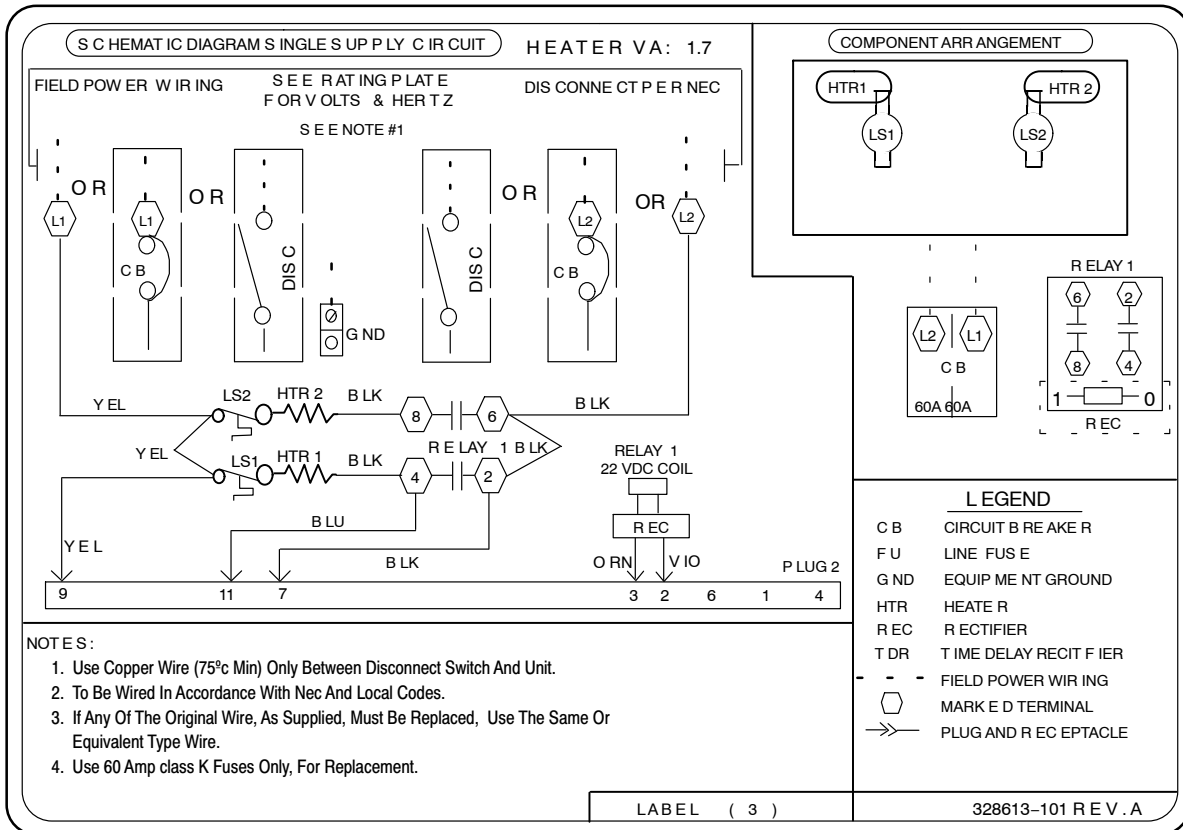 SCHEMATIC DIAGRAM SINGLE SUPPLY CIRCUIT
HEATER VA: 1.7
FIELD POWER WIRING
SEE RATING PLATE
FOR VOLTS & HERTZ
DISCONNECT PER NEC
SEE NOTE #1
L1
OR
L1
CB
OR
DISC
GND
OR
L2
CB
OR
L2
YEL
LS2
HTR 2
BLK
8
6
BLK
YEL
LS1
HTR 1
BLK
4
RELAY 1
2
BLK
RELAY 1
22 VDC COIL
REC
YEL
BLU
BLK
ORN
VIO
PLUG 2
9 11 7 3 2 6 1 4
NOTES:
1. Use Copper Wire (75ºc Min) Only Between Disconnect Switch And Unit.
2. To Be Wired In Accordance With Nec And Local Codes.
3. If Any Of The Original Wire, As Supplied, Must Be Replaced, Use The Same Or
Equivalent Type Wire.
4. Use 60 Amp class K Fuses Only, For Replacement.
COMPONENT ARRANGEMENT
HTR1
HTR 2
LS1
LS2
L2
L1
CB
60A 60A
RELAY 1
6
2
8
4
1
0
REC
LEGEND
CB CIRCUIT BREAKER
FU LINE FUSE
GND EQUIPMENT GROUND
HTR HEATER
REC RECTIFIER
TDR TIME DELAY RECITFIER
FIELD POWER WIRING
MARKED TERMINAL
PLUG AND RECEPTACLE
LABEL (3)
328613-101 REV. A